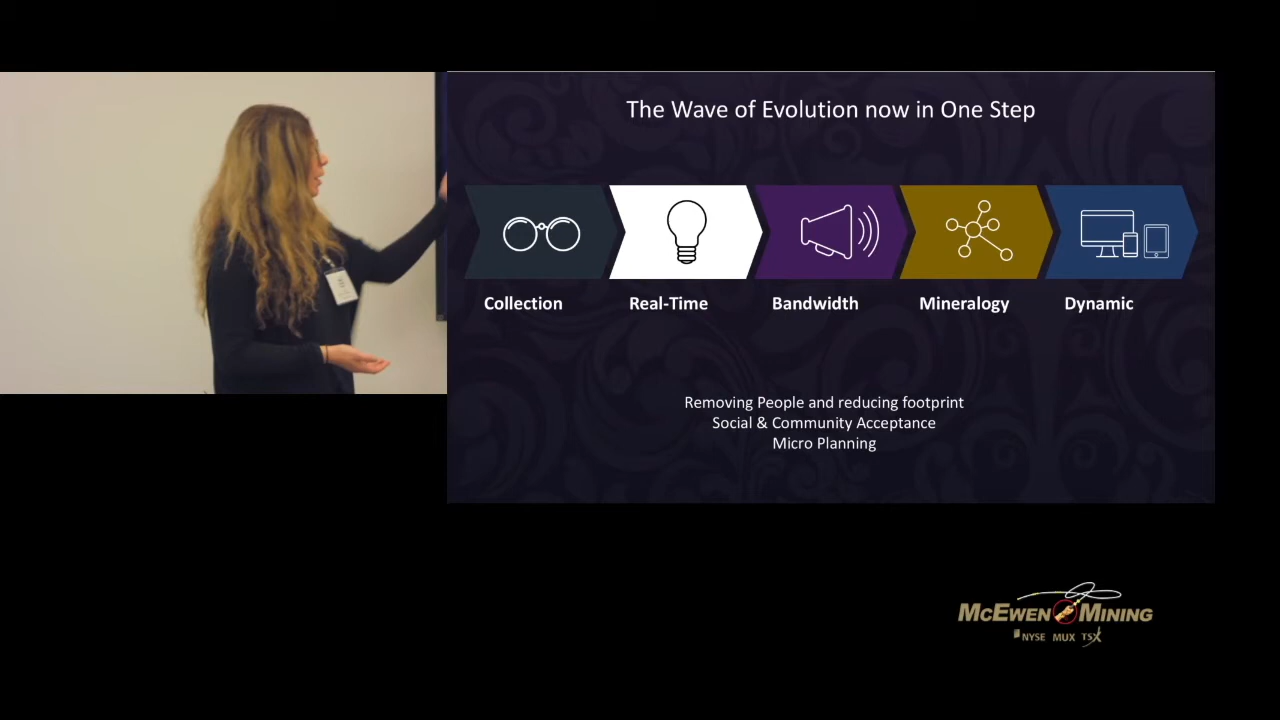 The Wave of Evolution now in One Step
Collection Real-Time Bandwidth Mineralogy Dynamic
Removing People and reducing footprint
Social & Community Acceptance
Micro Planning
McEwen Mining
NYSE MUX TSX